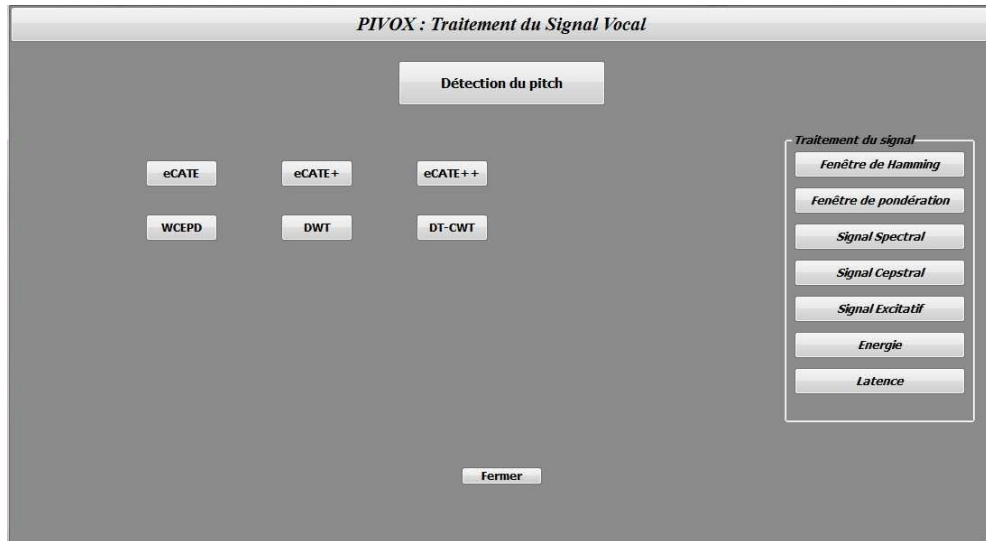 PIVOX : Traitement du Signal Vocal
Détection du pitch
eCATE
eCATE+
eCATE++
WCEPD
DWT
DT-CWT
Traitement du signal
Fenêtre de Hamming
Fenêtre de pondération
Signal Spectral
Signal Cepstral
Signal Excitatif
Energie
Latence
Fermer